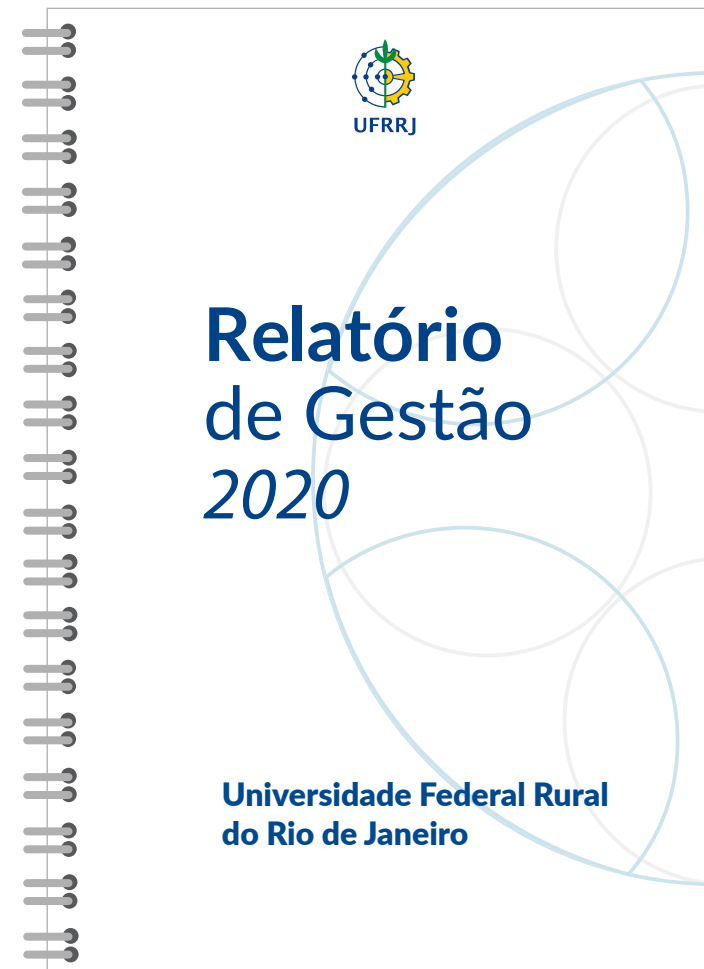 UFRRJ
Relatório
de Gestão
2020
Universidade Federal Rural
do Rio de Janeiro